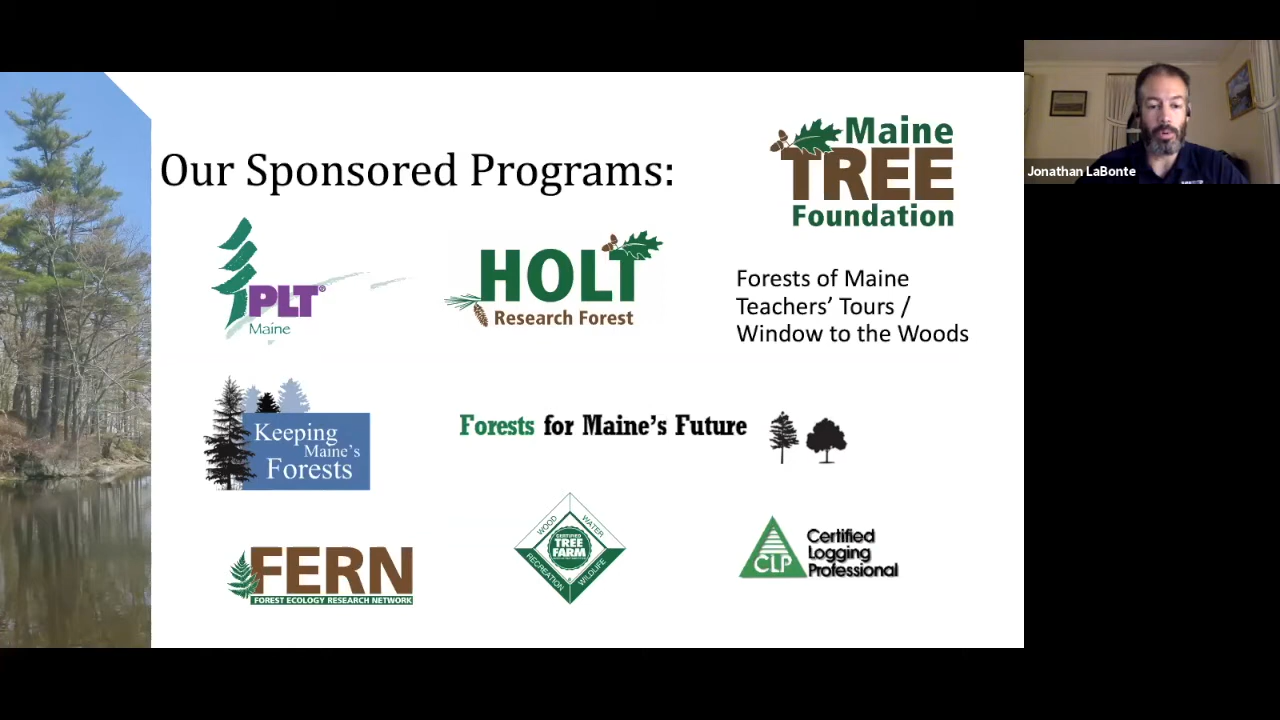 Our Sponsored Programs:
Maine
TREE
Foundation
PLT®
Maine
HOLT
Research Forest
Forests of Maine
Teachers' Tours /
Window to the Woods
Keeping
Maine's
Forests
Forests for Maine's Future
FERN
FOREST ECOLOGY RESEARCH NETWORK
WOOD
WATER
CERTIFIED
TREE
FARM
RECREATION
WILDLIFE
CLP
Certified
Logging
Professional
Jonathan LaBonte